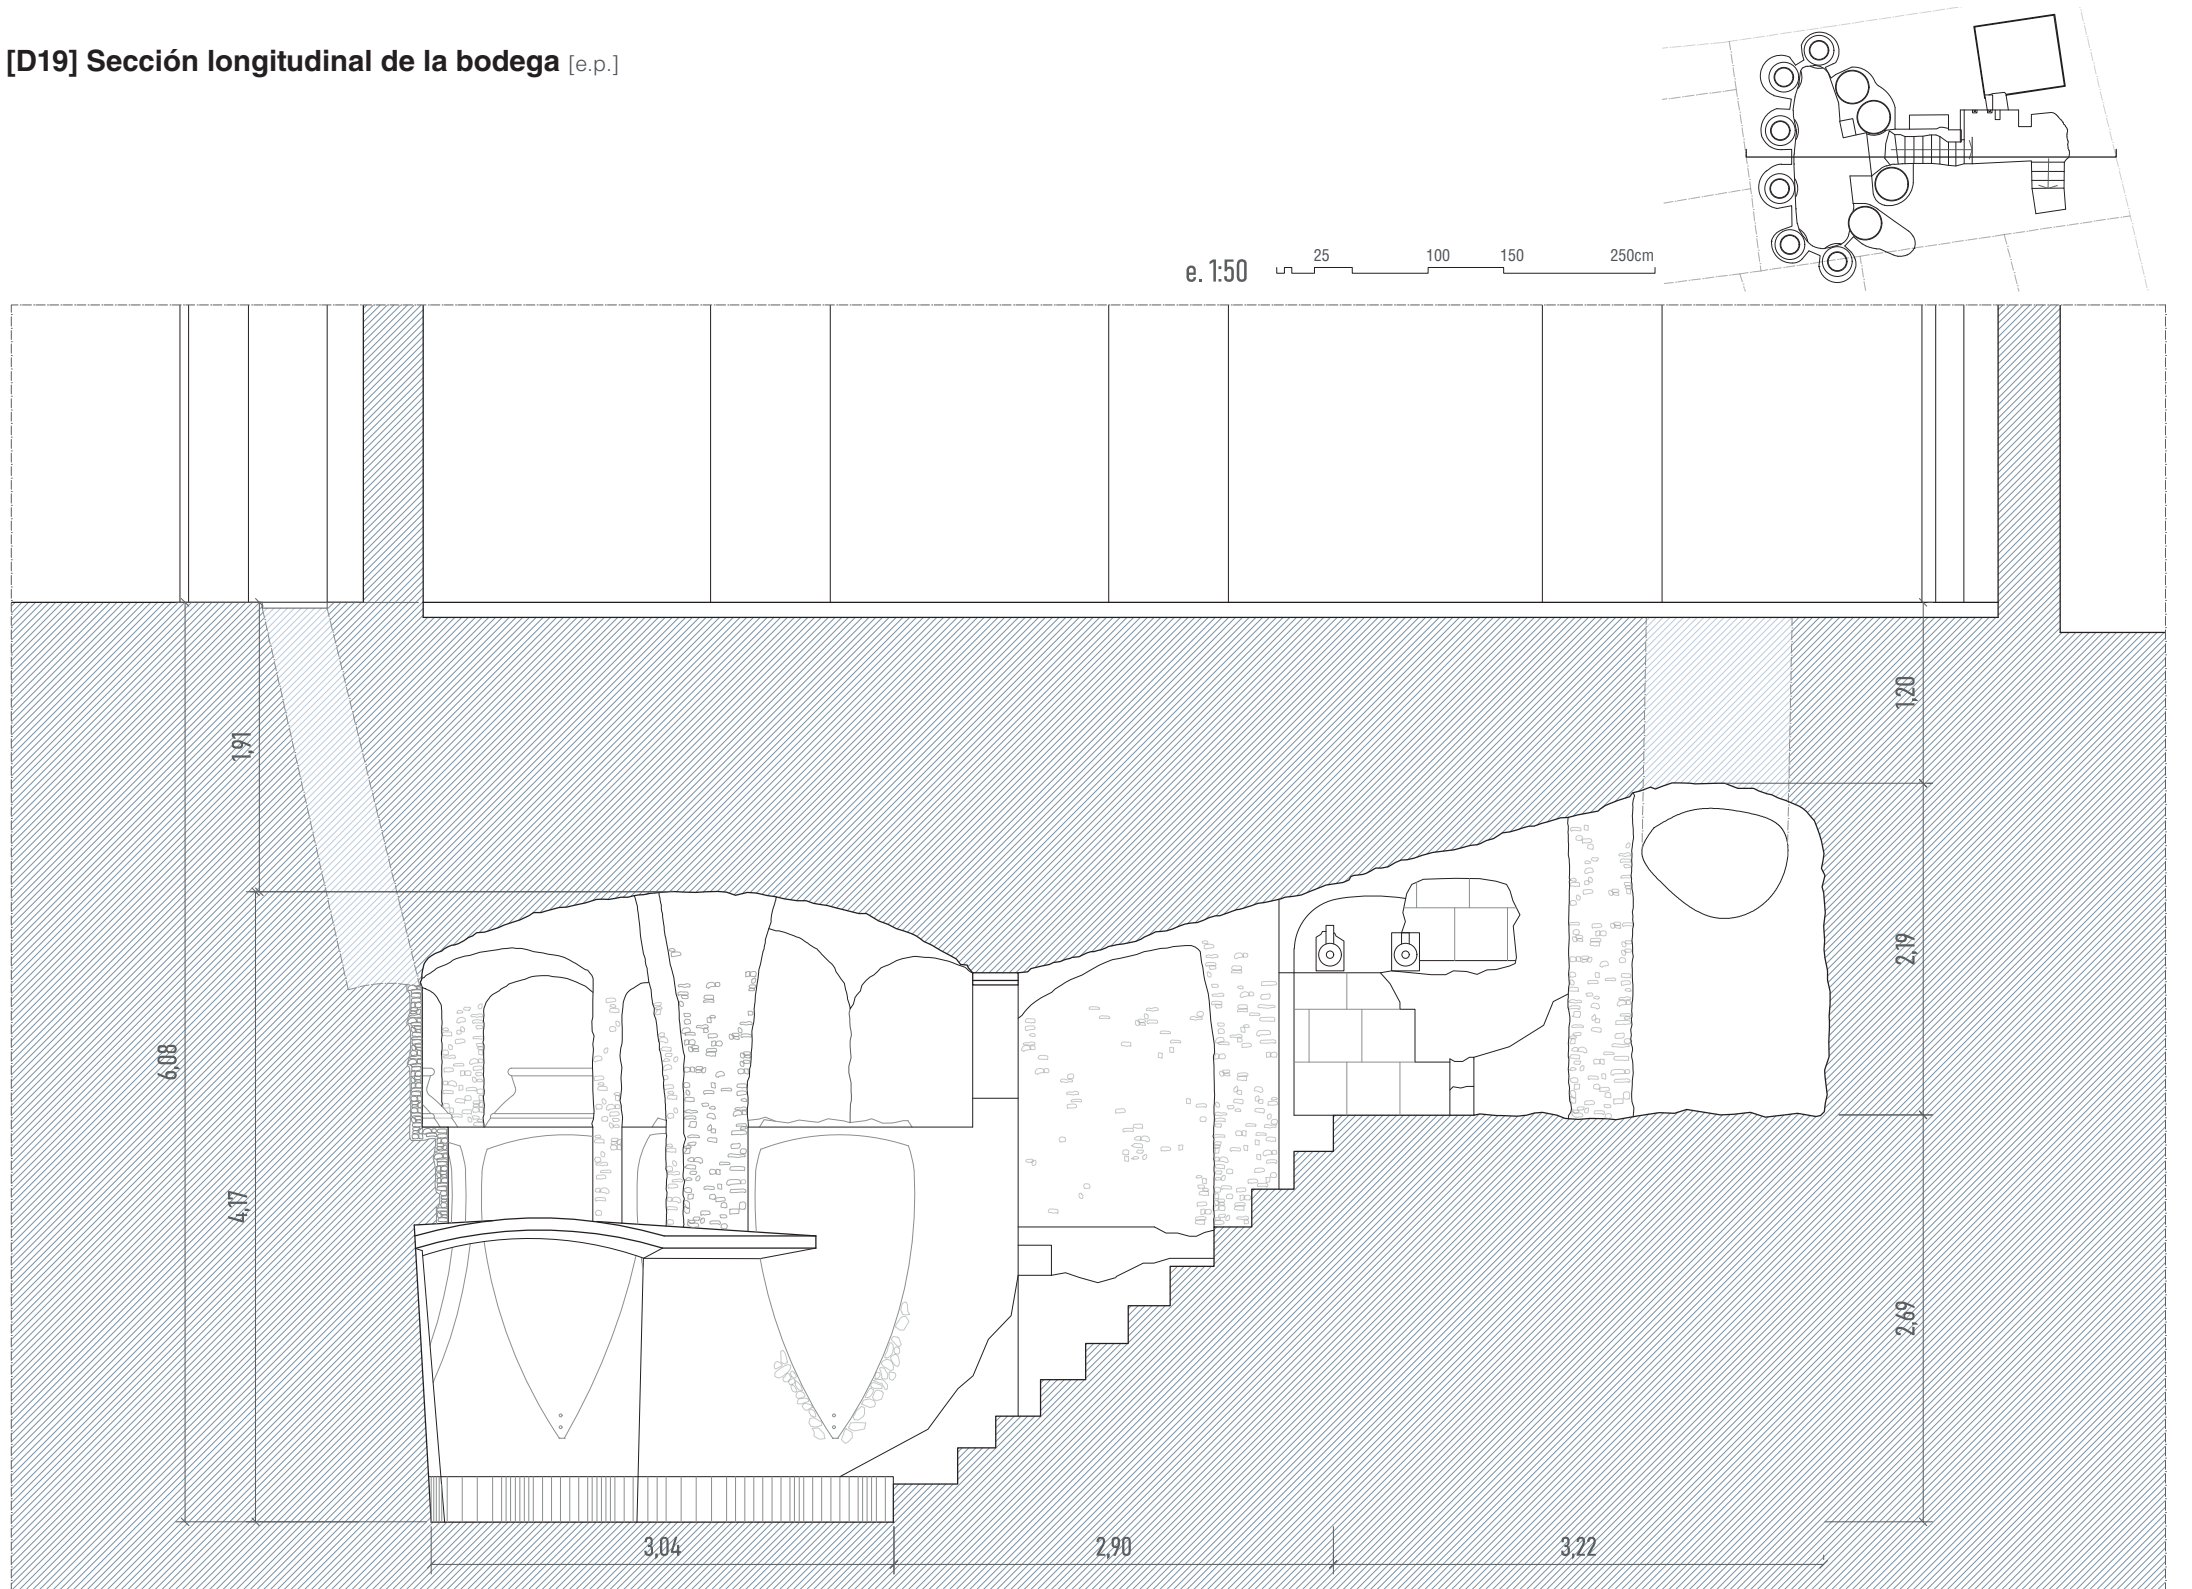 [D19] Sección longitudinal de la bodega [e.p.]
e. 1:50
25 100 150 250cm
1,20
1,91
2,19
6,08
4,17
2,69
3,04 2,90 3,22